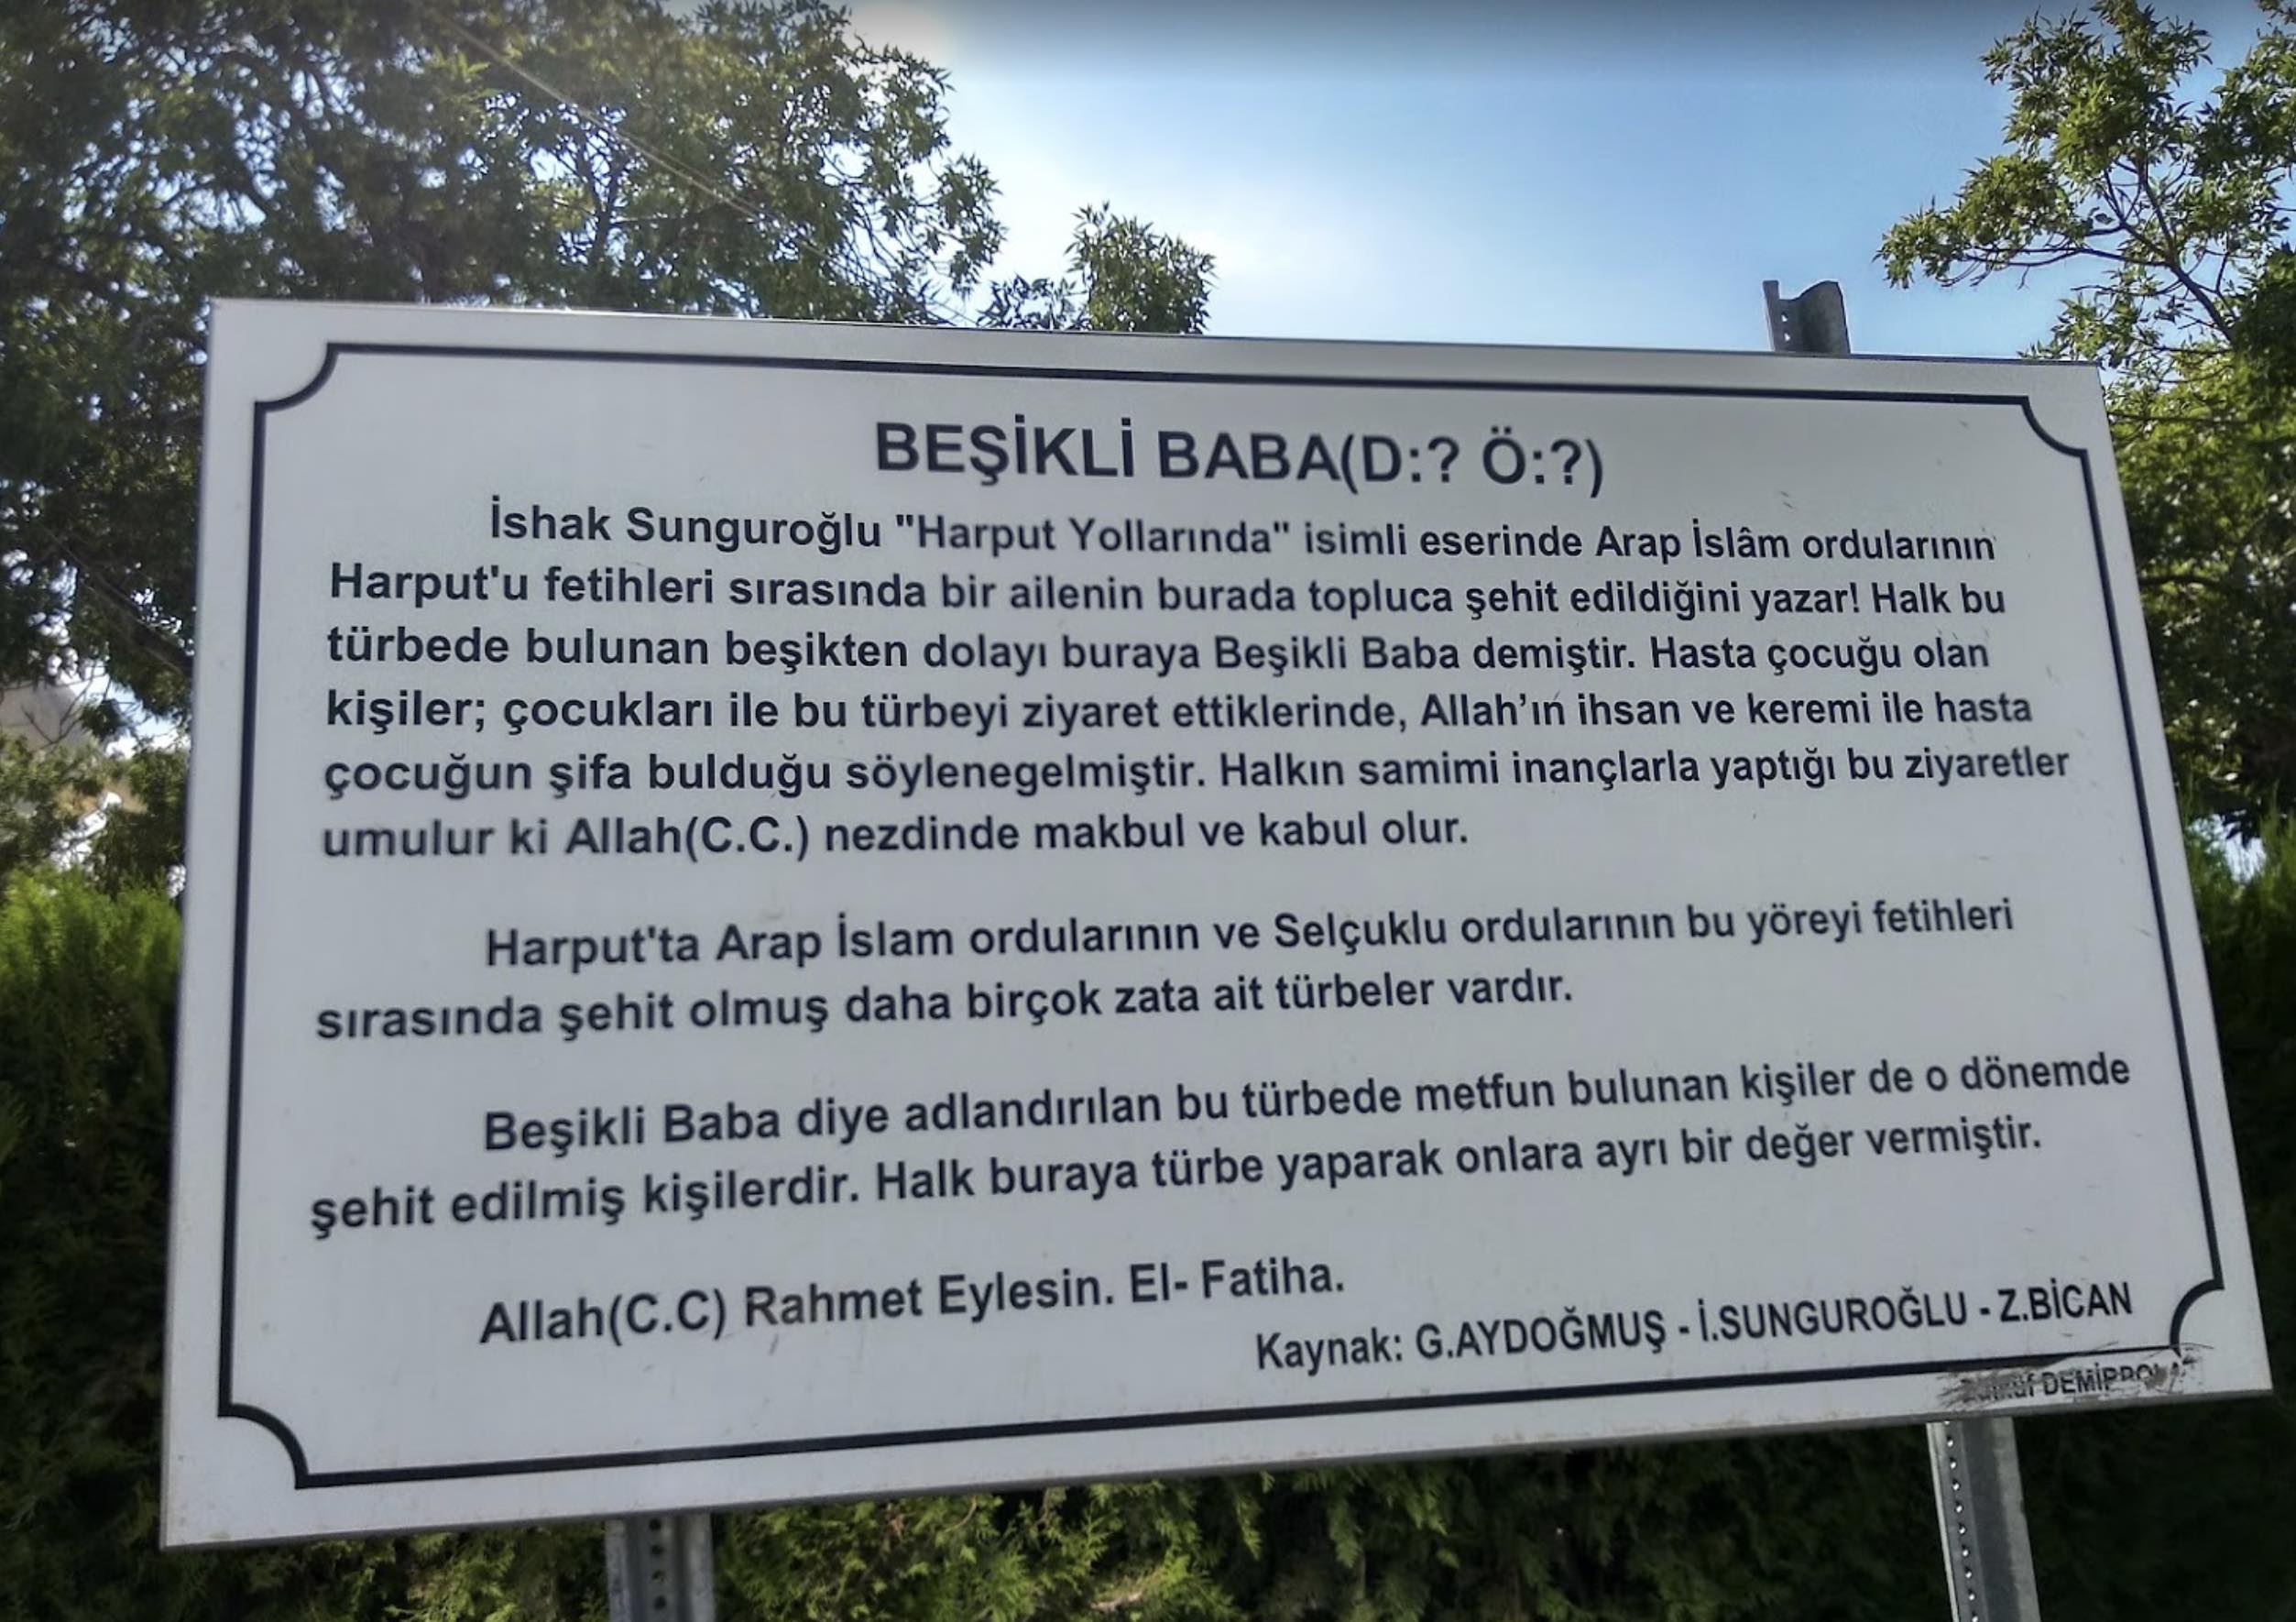 BEŞİKLİ BABA(D:? Ö:?)
İshak Sunguroğlu "Harput Yollarında" isimli eserinde Arap İslâm ordularının
Harput'u fetihleri sırasında bir ailenin burada topluca şehit edildiğini yazar! Halk bu
türbede bulunan beşikten dolayı buraya Beşikli Baba demiştir. Hasta çocuğu olan
kişiler; çocukları ile bu türbeyi ziyaret ettiklerinde, Allah'ın ihsan ve keremi ile hasta
çocuğun şifa bulduğu söylenegelmiştir. Halkın samimi inançlarla yaptığı bu ziyaretler
umulur ki Allah(C.C.) nezdinde makbul ve kabul olur.
Harput'ta Arap İslam ordularının ve Selçuklu ordularının bu yöreyi fetihleri
sırasında şehit olmuş daha birçok zata ait türbeler vardır.
Beşikli Baba diye adlandırılan bu türbede metfun bulunan kişiler de o dönemde
şehit edilmiş kişilerdir. Halk buraya türbe yaparak onlara ayrı bir değer vermiştir.
Allah(C.C) Rahmet Eylesin. El- Fatiha.
Kaynak: G.AYDOĞMUŞ - İ.SUNGUROĞLU - Z.BİCAN